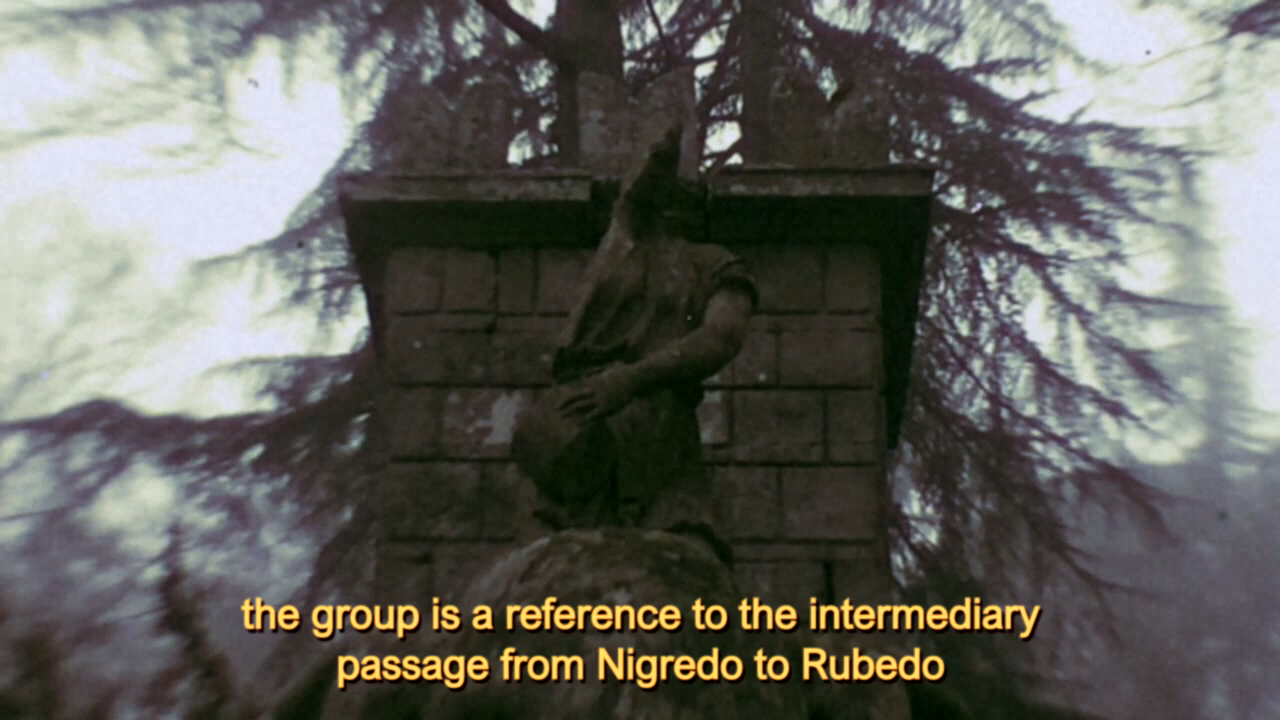 the group is a reference to the intermediary
passage from Nigredo to Rubedo